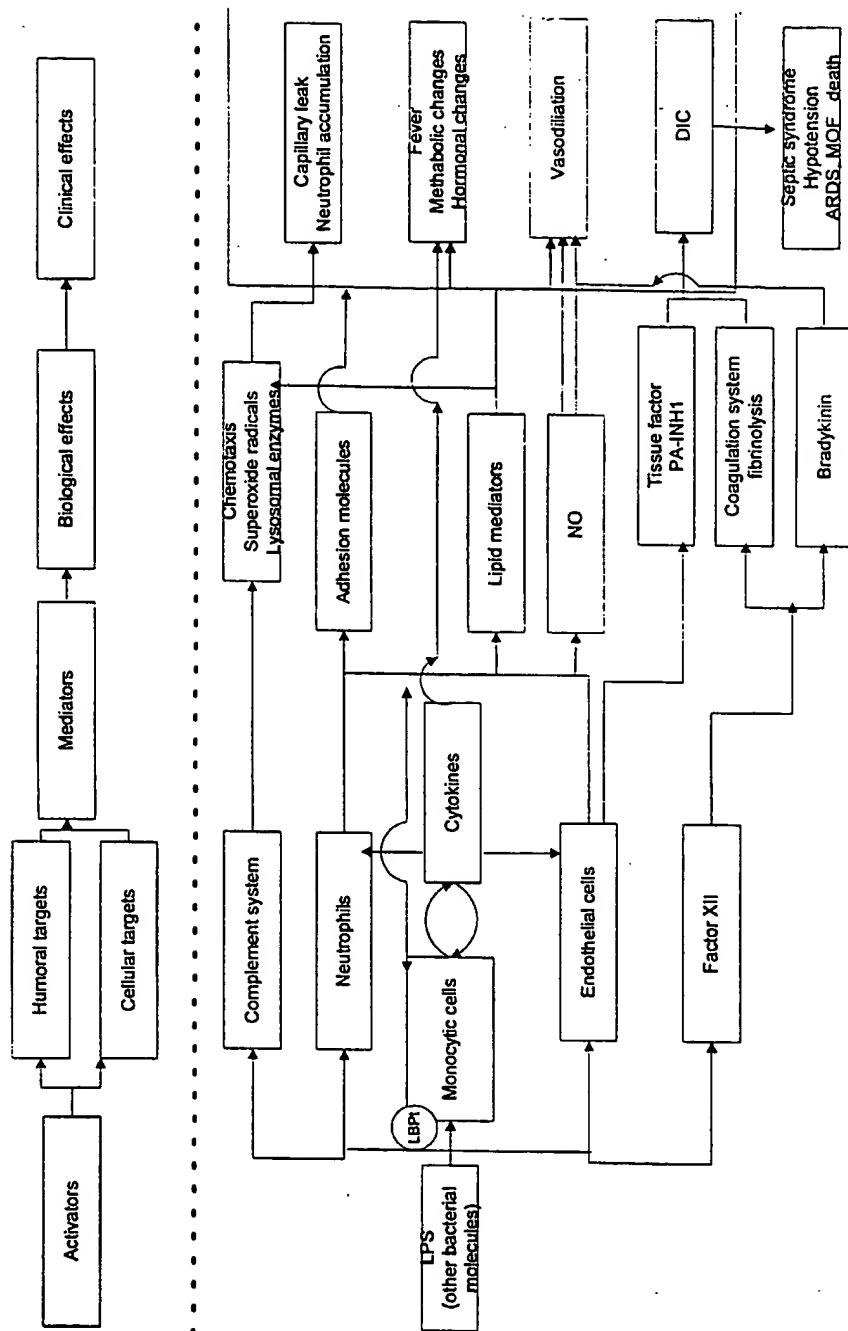 Activators
Humoral targets
Cellular targets
Mediators
Biological effects
Clinical effects
LPS
(other bacterial
molecules)
LBPt
Complement system
Neutrophils
Monocytic cells
Endothelial cells
Factor XII
Cytokines
Chemotaxis
Superoxide radicals
Lysosomal enzymes
Adhesion molecules
Lipid mediators
NO
Tissue factor
PA-INH1
Coagulation system
fibrinolysis
Bradykinin
Capillary leak
Neutrophil accumulation
Fever
Methabolic changes
Hormonal changes
Vasodiliation
DIC
Septic syndrome
Hypotension
ARDS MOF death